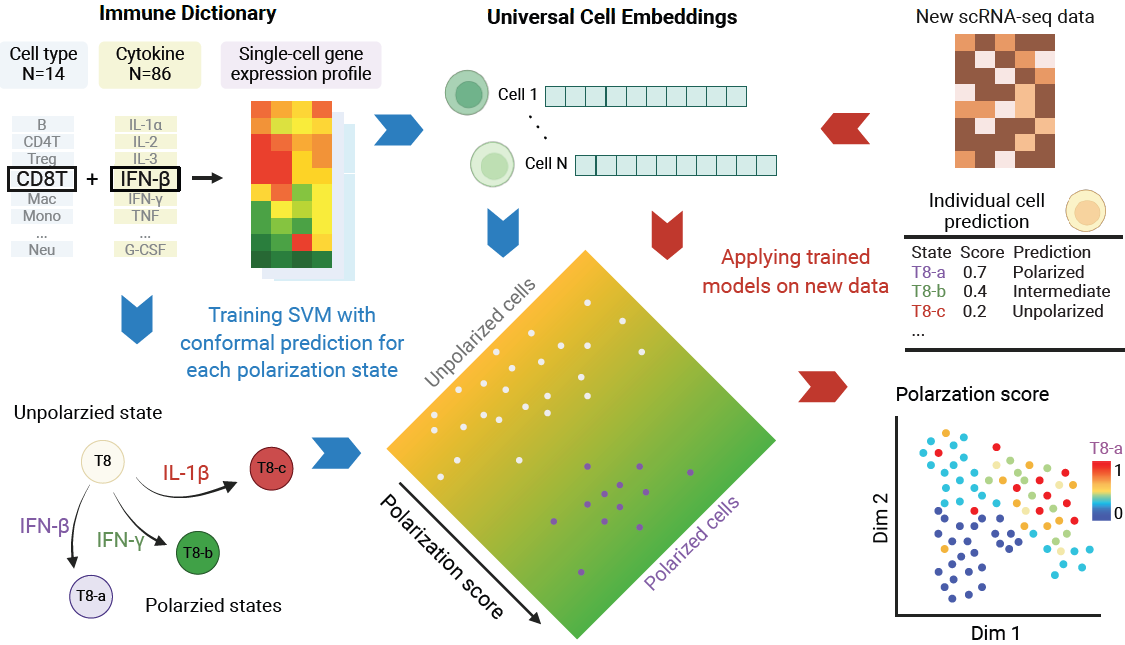 Immune Dictionary
Cell type
N=14
Cytokine
N=86
Single-cell gene
expression profile
B
CD4T
Treg
CD8T
Mac
Mono
...
Neu
+
IL-1α
IL-2
IL-3
IFN-β
IFN-γ
TNF
...
G-CSF
Training SVM with
conformal prediction for
each polarization state
Unpolarzied state
T8
IL-1β
T8-c
IFN-β
IFN-γ
T8-b
T8-a
Polarzied states
Universal Cell Embeddings
Cell 1
Cell N
Applying trained
models on new data
Unpolarized cells
Polarized cells
Polarization score
New scRNA-seq data
Individual cell
prediction
State Score Prediction
T8-a 0.7 Polarized
T8-b 0.4 Intermediate
T8-c 0.2 Unpolarized
...
Polarzation score
T8-a
1
0
Dim 2
Dim 1